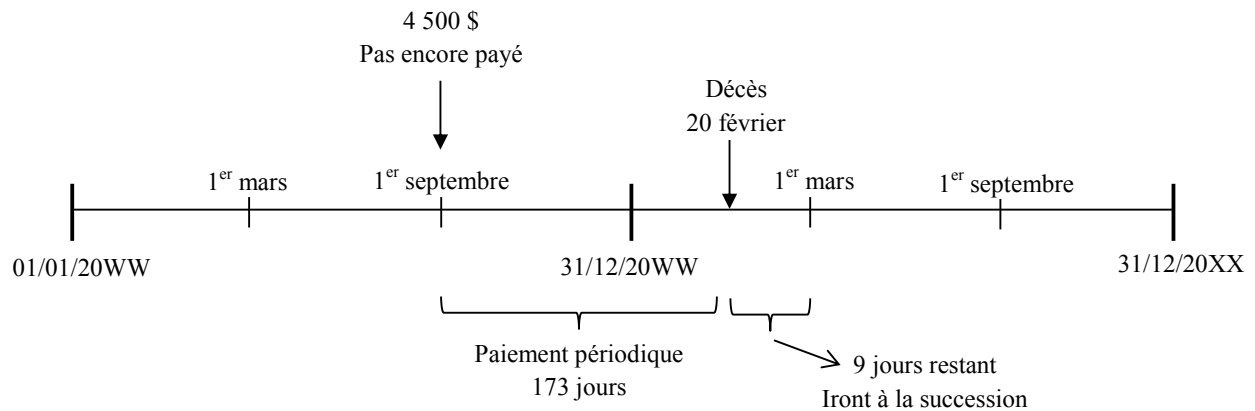 4 500 $
Pas encore payé
Décès
20 février
1er mars
1er septembre
1er mars
1er septembre
01/01/20WW
31/12/20WW
31/12/20XX
Paiement périodique
173 jours
9 jours restant
Iront à la succession